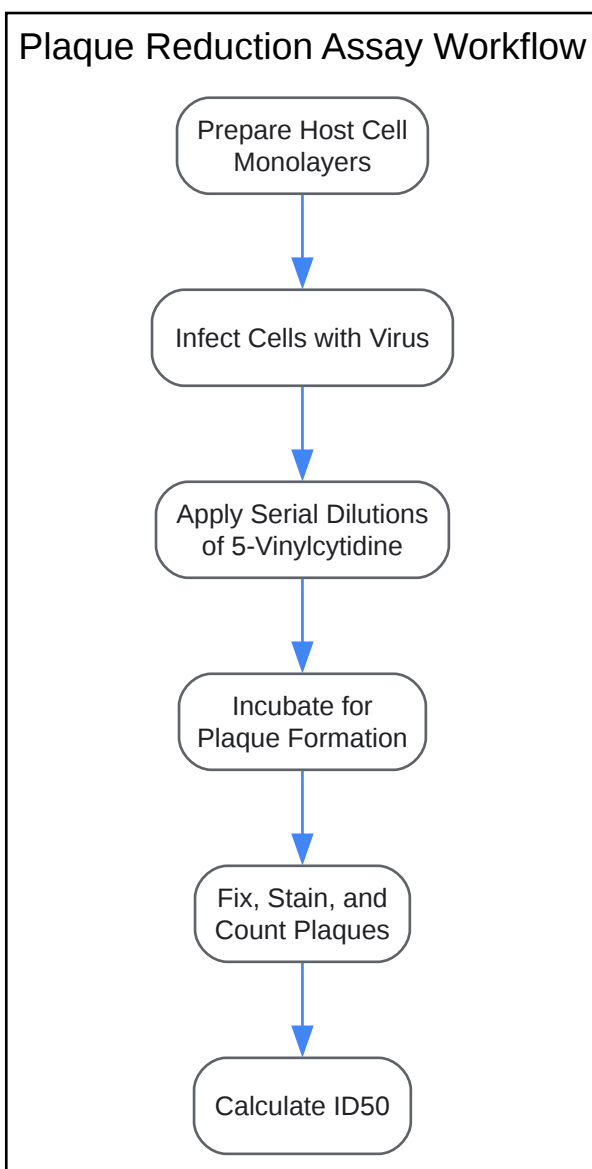 Plaque Reduction Assay Workflow
Prepare Host Cell
Monolayers
Infect Cells with Virus
Apply Serial Dilutions
of 5-Vinylcytidine
Incubate for
Plaque Formation
Fix, Stain, and
Count Plaques
Calculate ID50